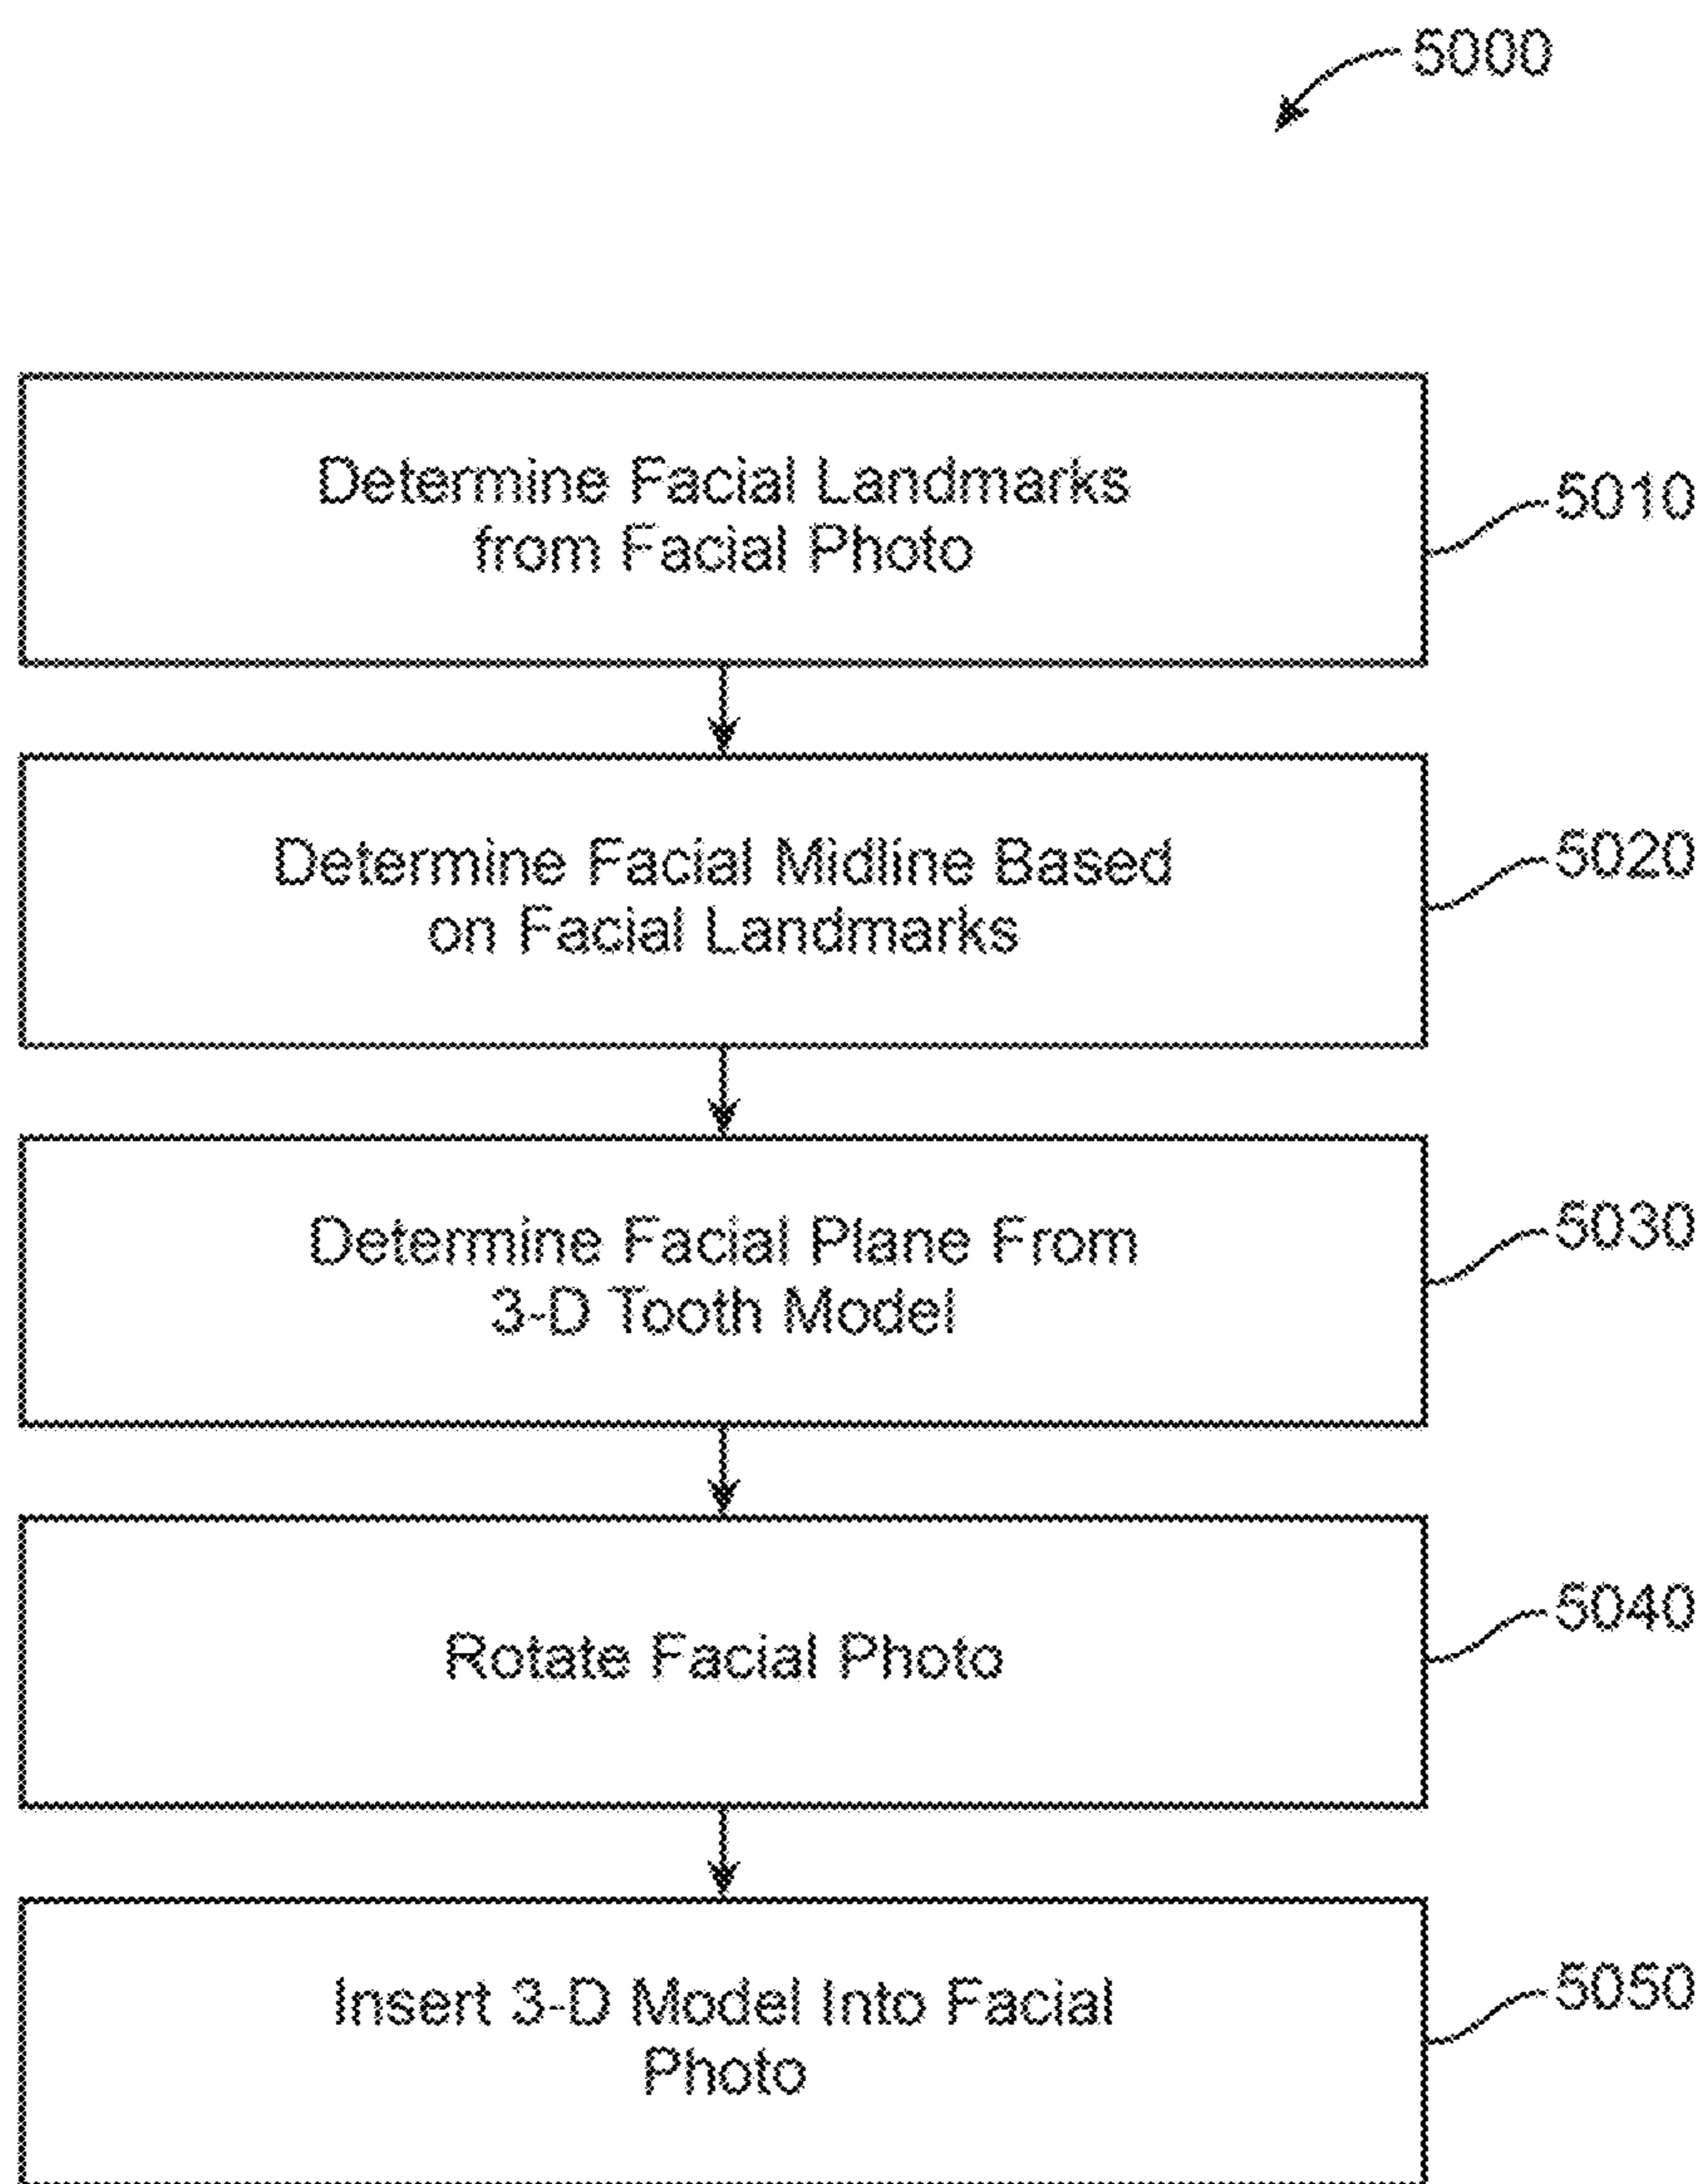 5000
Determine Facial Landmarks
from Facial Photo
5010
Determine Facial Midline Based
on Facial Landmarks
5020
Determine Facial Plane From
3-D Tooth Model
5030
Rotate Facial Photo
5040
Insert 3-D Model Into Facial
Photo
5050